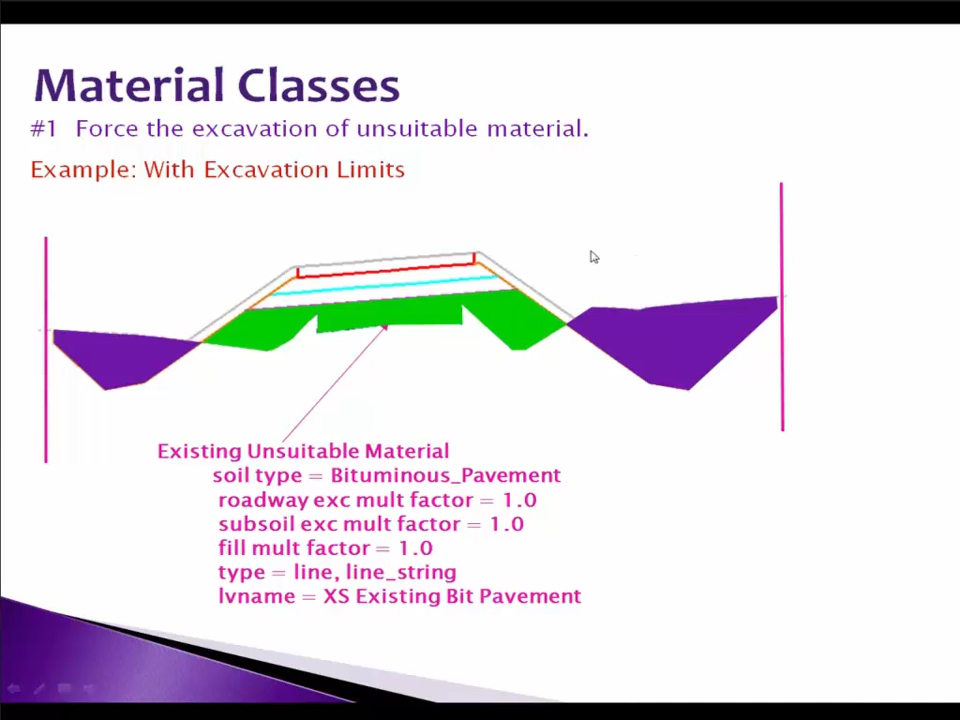 Material Classes
#1 Force the excavation of unsuitable material.
Example: With Excavation Limits
Existing Unsuitable Material
soil type = Bituminous_Pavement
roadway exc mult factor = 1.0
subsoil exc mult factor = 1.0
fill mult factor = 1.0
type = line, line_string
lvname = XS Existing Bit Pavement